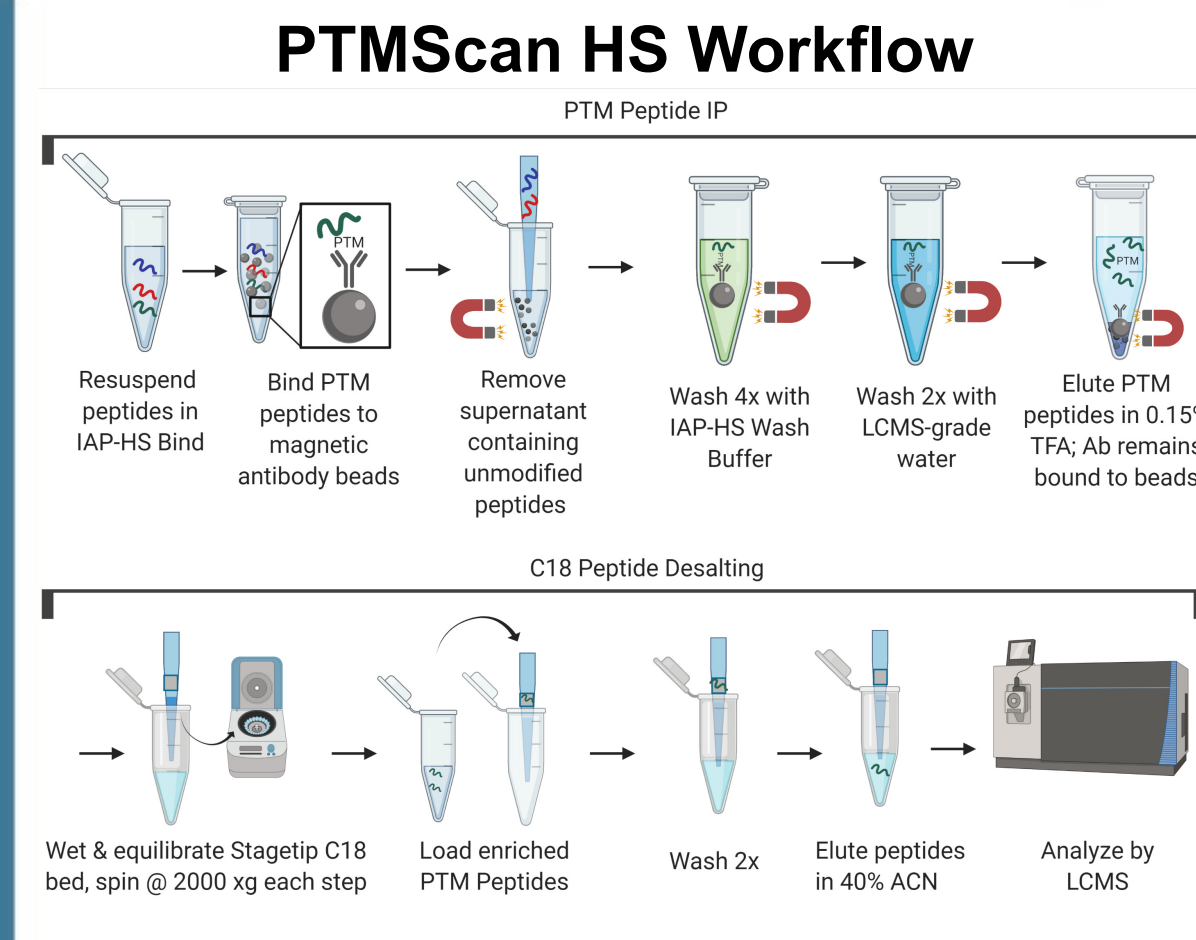 PTMScan HS Workflow
PTM Peptide IP
PTM
PTM
PTM
PTM
Resuspend
peptides in
IAP-HS Bind
Bind PTM
peptides to
magnetic
antibody beads
Remove
supernatant
containing
unmodified
peptides
Wash 4x with
IAP-HS Wash
Buffer
Wash 2x with
LCMS-grade
water
Elute PTM
peptides in 0.15%
TFA; Ab remains
bound to beads
C18 Peptide Desalting
Wet & equilibrate Stagetip C18
bed, spin @ 2000 xg each step
Load enriched
PTM Peptides
Wash 2x
Elute peptides
in 40% ACN
Analyze by
LCMS